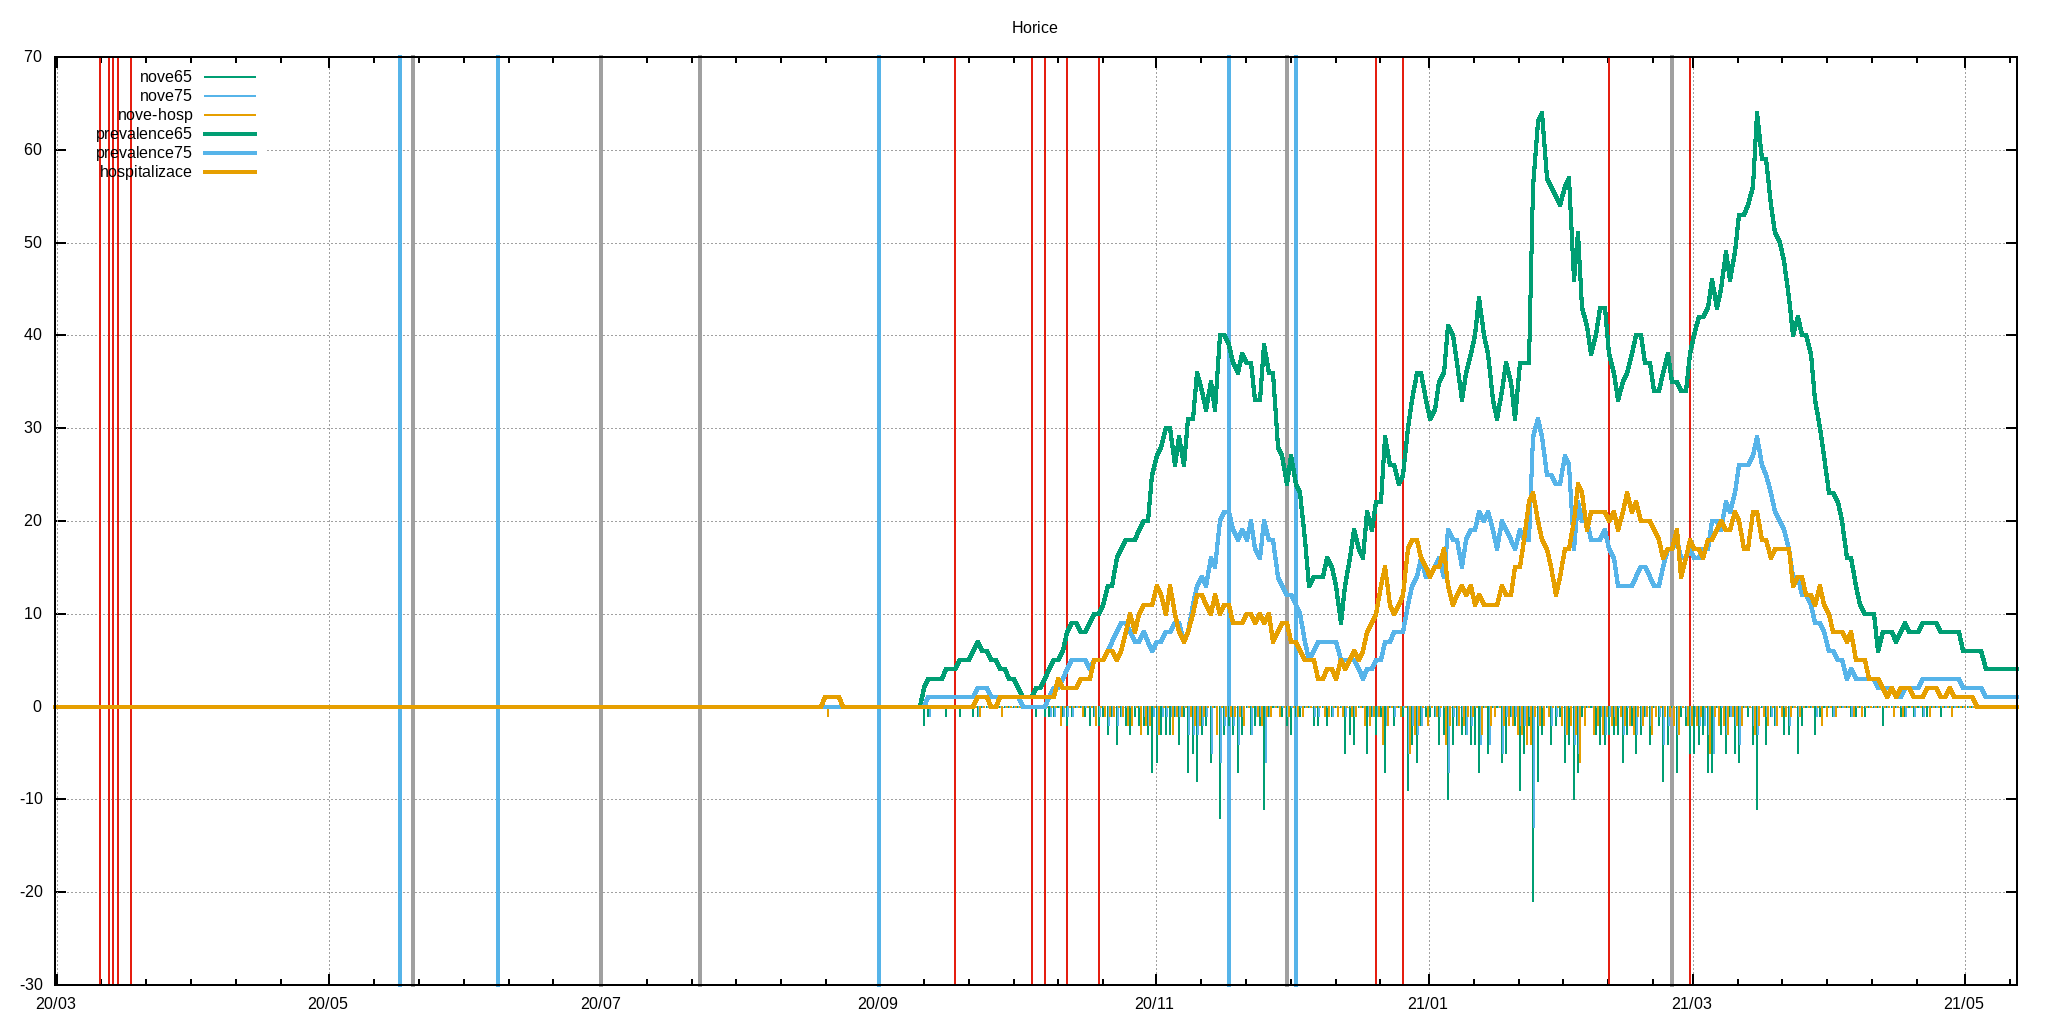 Horice
70
nove65
nove75
nove-hosp
prevalence65
60
prevalence75
hospitalizace
50
40
30
20
10
0
-10
-20
-30
20/03 20/05 20/07 20/09 20/11 21/01 21/03 21/05